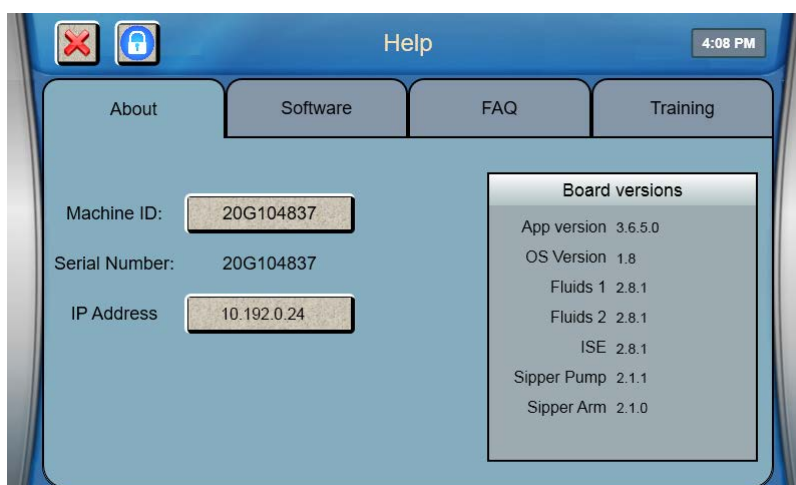 Help
4:08 PM
About
Software
FAQ
Training
Machine ID: 20G104837
Serial Number: 20G104837
IP Address 10.192.0.24
Board versions
App version 3.6.5.0
OS Version 1.8
Fluids 1 2.8.1
Fluids 2 2.8.1
ISE 2.8.1
Sipper Pump 2.1.1
Sipper Arm 2.1.0